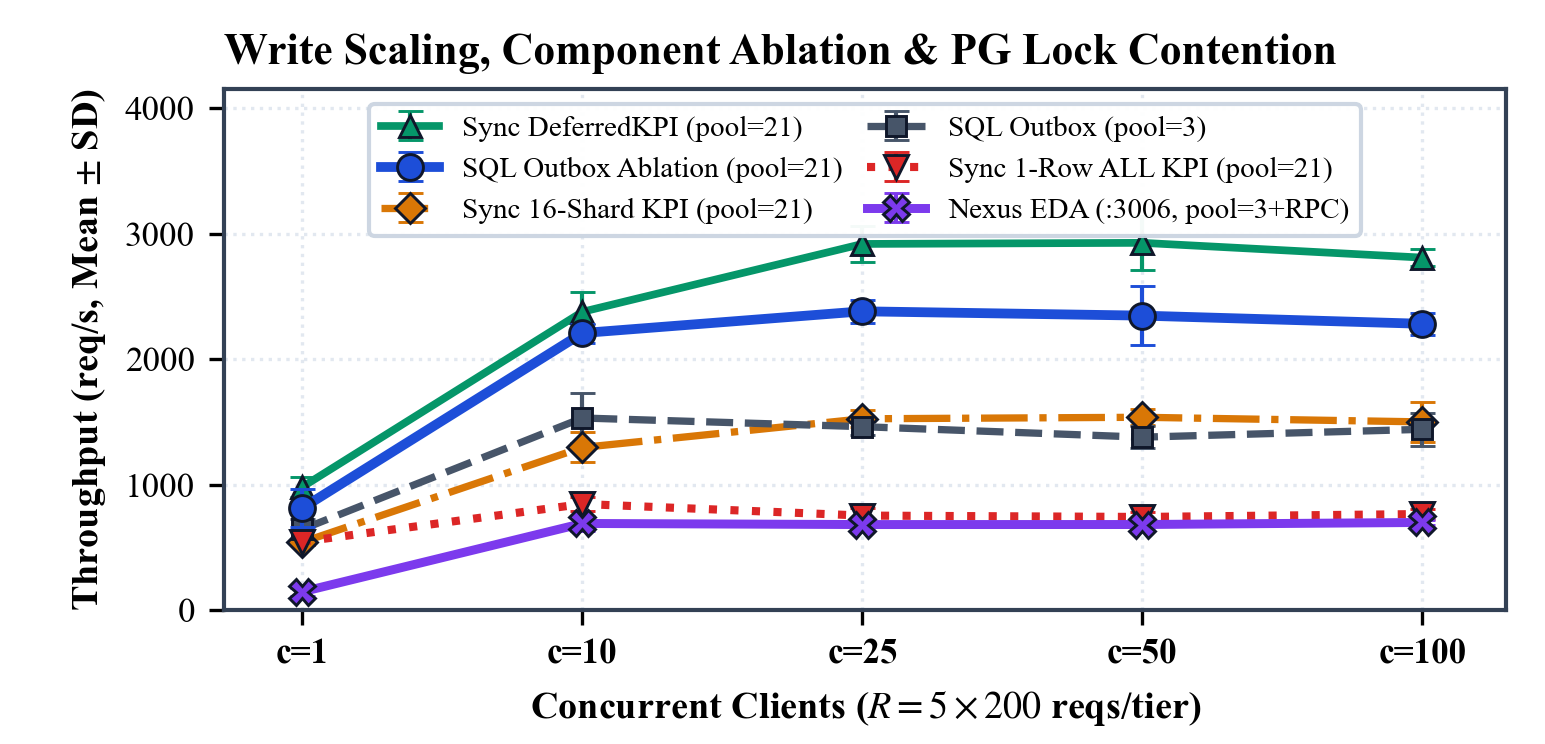 Write Scaling, Component Ablation & PG Lock Contention
Throughput (req/s, Mean ± SD)
4000
3000
2000
1000
0
Sync DeferredKPI (pool=21)
SQL Outbox Ablation (pool=21)
Sync 16-Shard KPI (pool=21)
SQL Outbox (pool=3)
Sync 1-Row ALL KPI (pool=21)
Nexus EDA (:3006, pool=3+RPC)
c=1 c=10 c=25 c=50 c=100
Concurrent Clients (R = 5 × 200 reqs/tier)